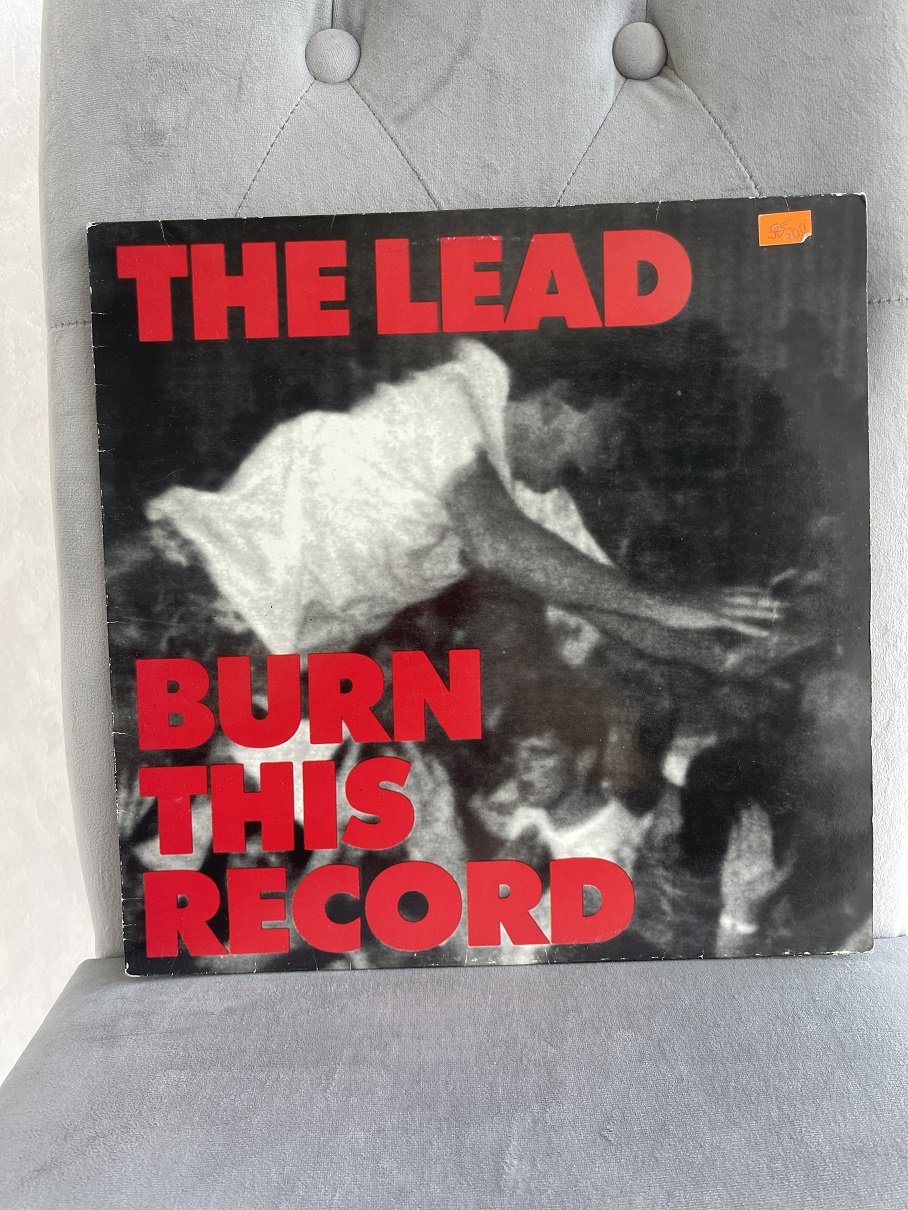 THE LEAD
BURN
THIS
RECORD